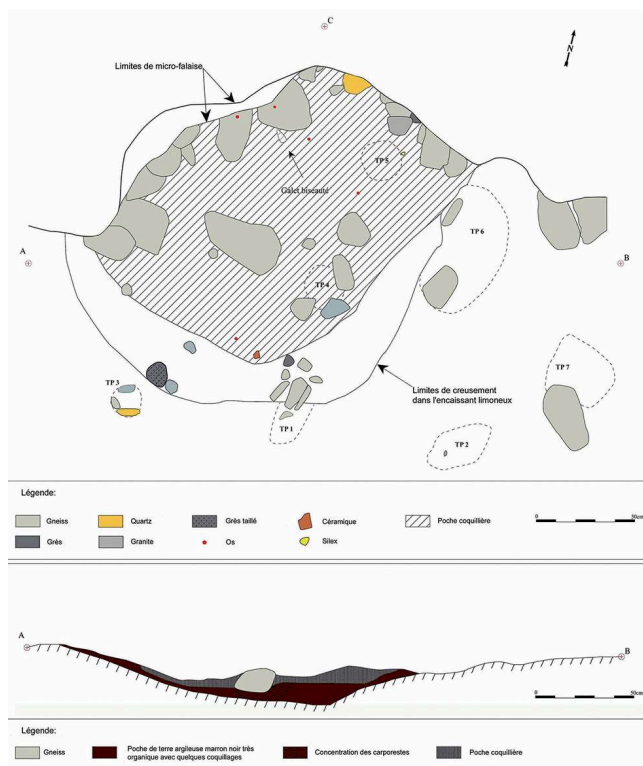 C
N
Limites de micro-falaise
TP 5
Galet biseauté
TP 6
A
B
TP 4
TP 7
TP 3
Limites de creusement
dans l'encaissant limoneux
TP 1
TP 2
Légende:
Gneiss
Quartz
Grès taillé
Céramique
Poche coquillière
0
50cm
Grès
Granite
Os
Silex
A
B
0
50cm
Légende:
Gneiss
Poche de terre argileuse marron noir très
organique avec quelques coquillages
Concentration des carporestes
Poche coquillière